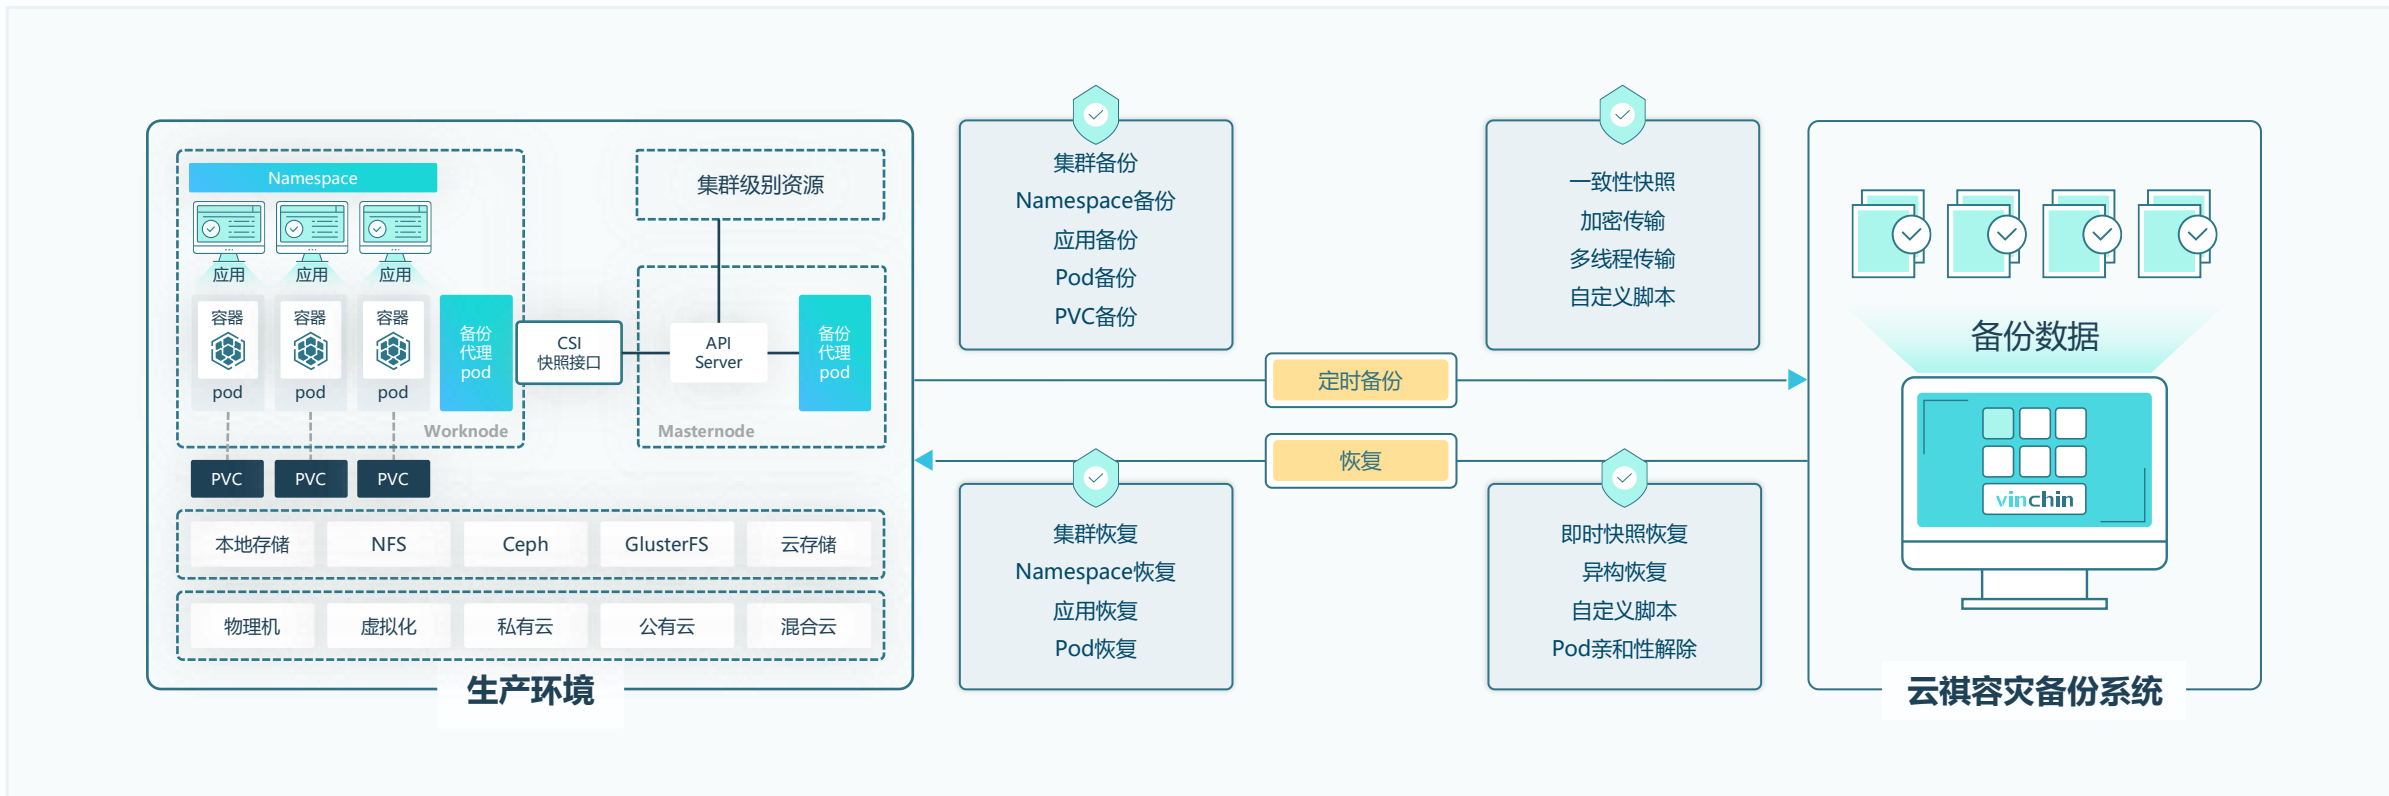 Namespace
应用
应用
应用
容器
容器
容器
pod
pod
pod
备份
代理
pod
Worknode
CSI
快照接口
集群级别资源
API
Server
备份
代理
pod
Masternode
PVC
PVC
PVC
本地存储
NFS
Ceph
GlusterFS
云存储
物理机
虚拟化
私有云
公有云
混合云
生产环境
集群备份
Namespace备份
应用备份
Pod备份
PVC备份
一致性快照
加密传输
多线程传输
自定义脚本
定时备份
恢复
集群恢复
Namespace恢复
应用恢复
Pod恢复
即时快照恢复
异构恢复
自定义脚本
Pod亲和性解除
备份数据
vinchin
云祺容灾备份系统